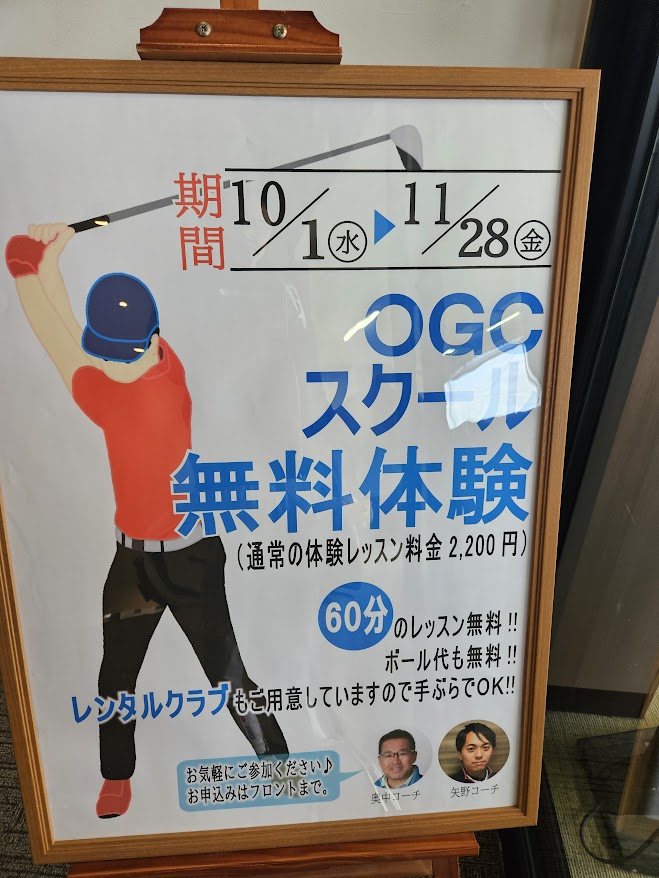 期間
10/1㊌▶11/28㊎
OGC
スクール
無料体験
(通常の体験レッスン料金2,200円)
60分のレッスン無料!!
ボール代も無料!!
レンタルクラブもご用意していますので手ぶらでOK!!
お気軽にご参加ください♪
お申込みはフロントまで。
奥中コーチ 矢野コーチ